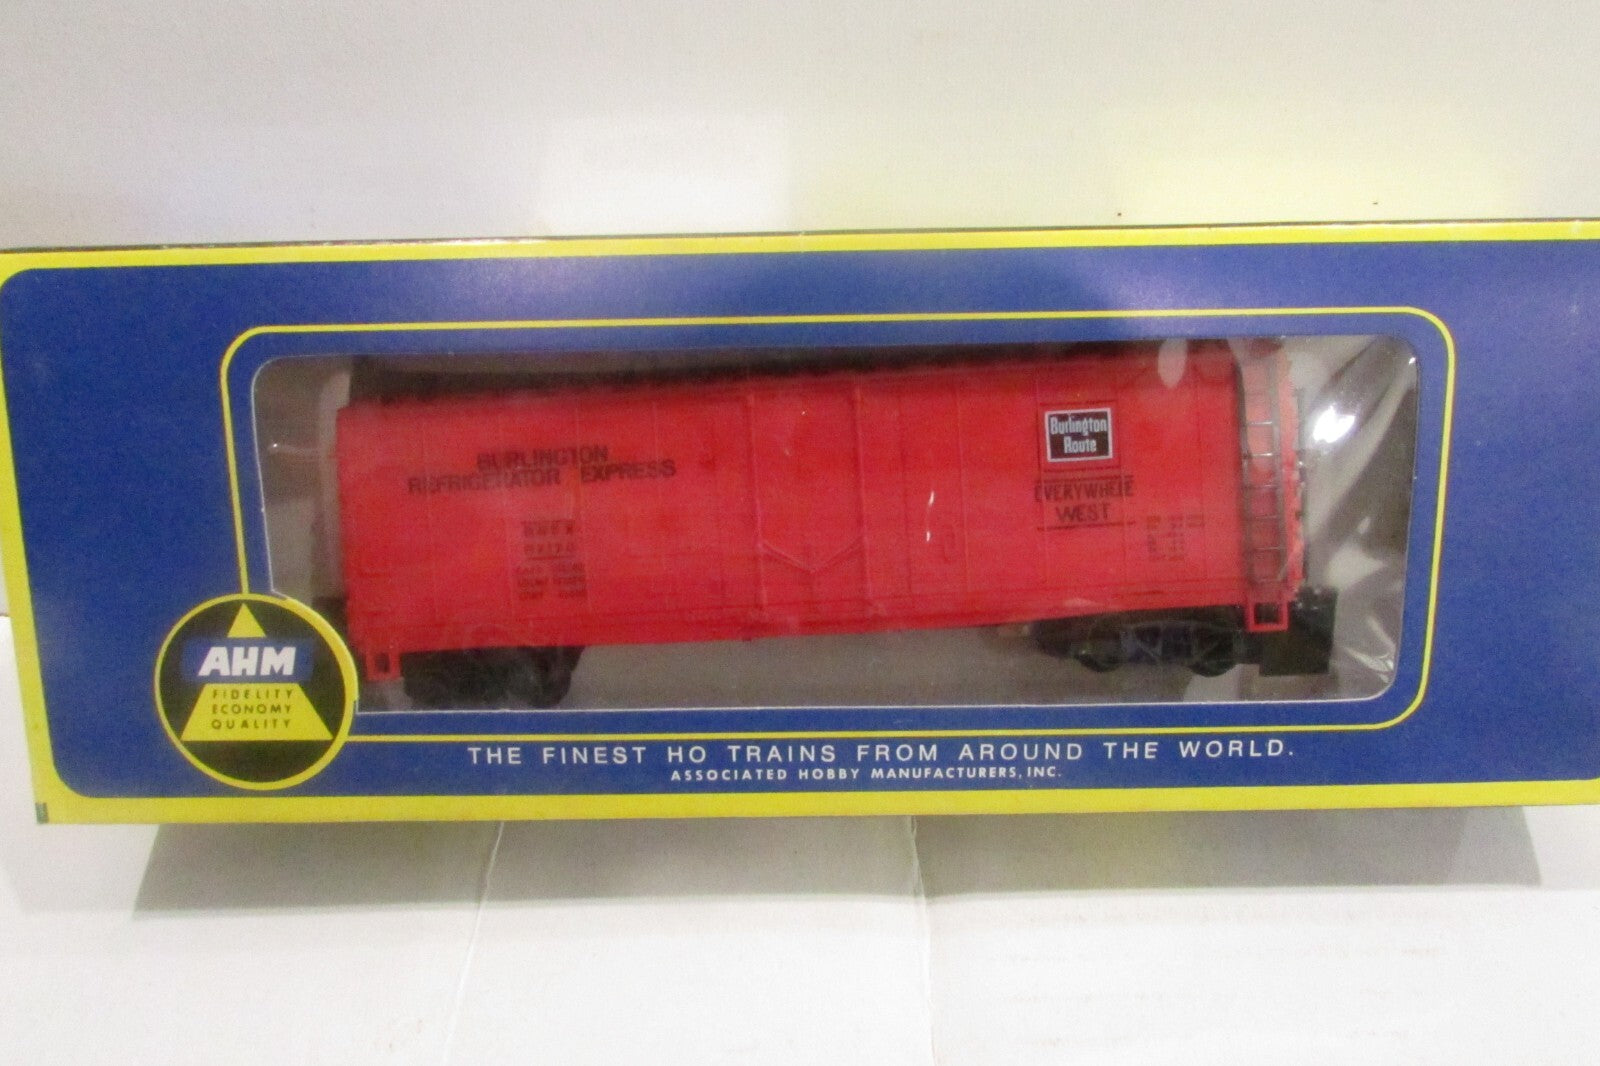 BURLINGTON
REFRIGERATOR EXPRESS
Burlington
Route
EVERYWHERE
WEST
AHM
FIDELITY
ECONOMY
QUALITY
THE FINEST HO TRAINS FROM AROUND THE WORLD.
ASSOCIATED HOBBY MANUFACTURERS, INC.